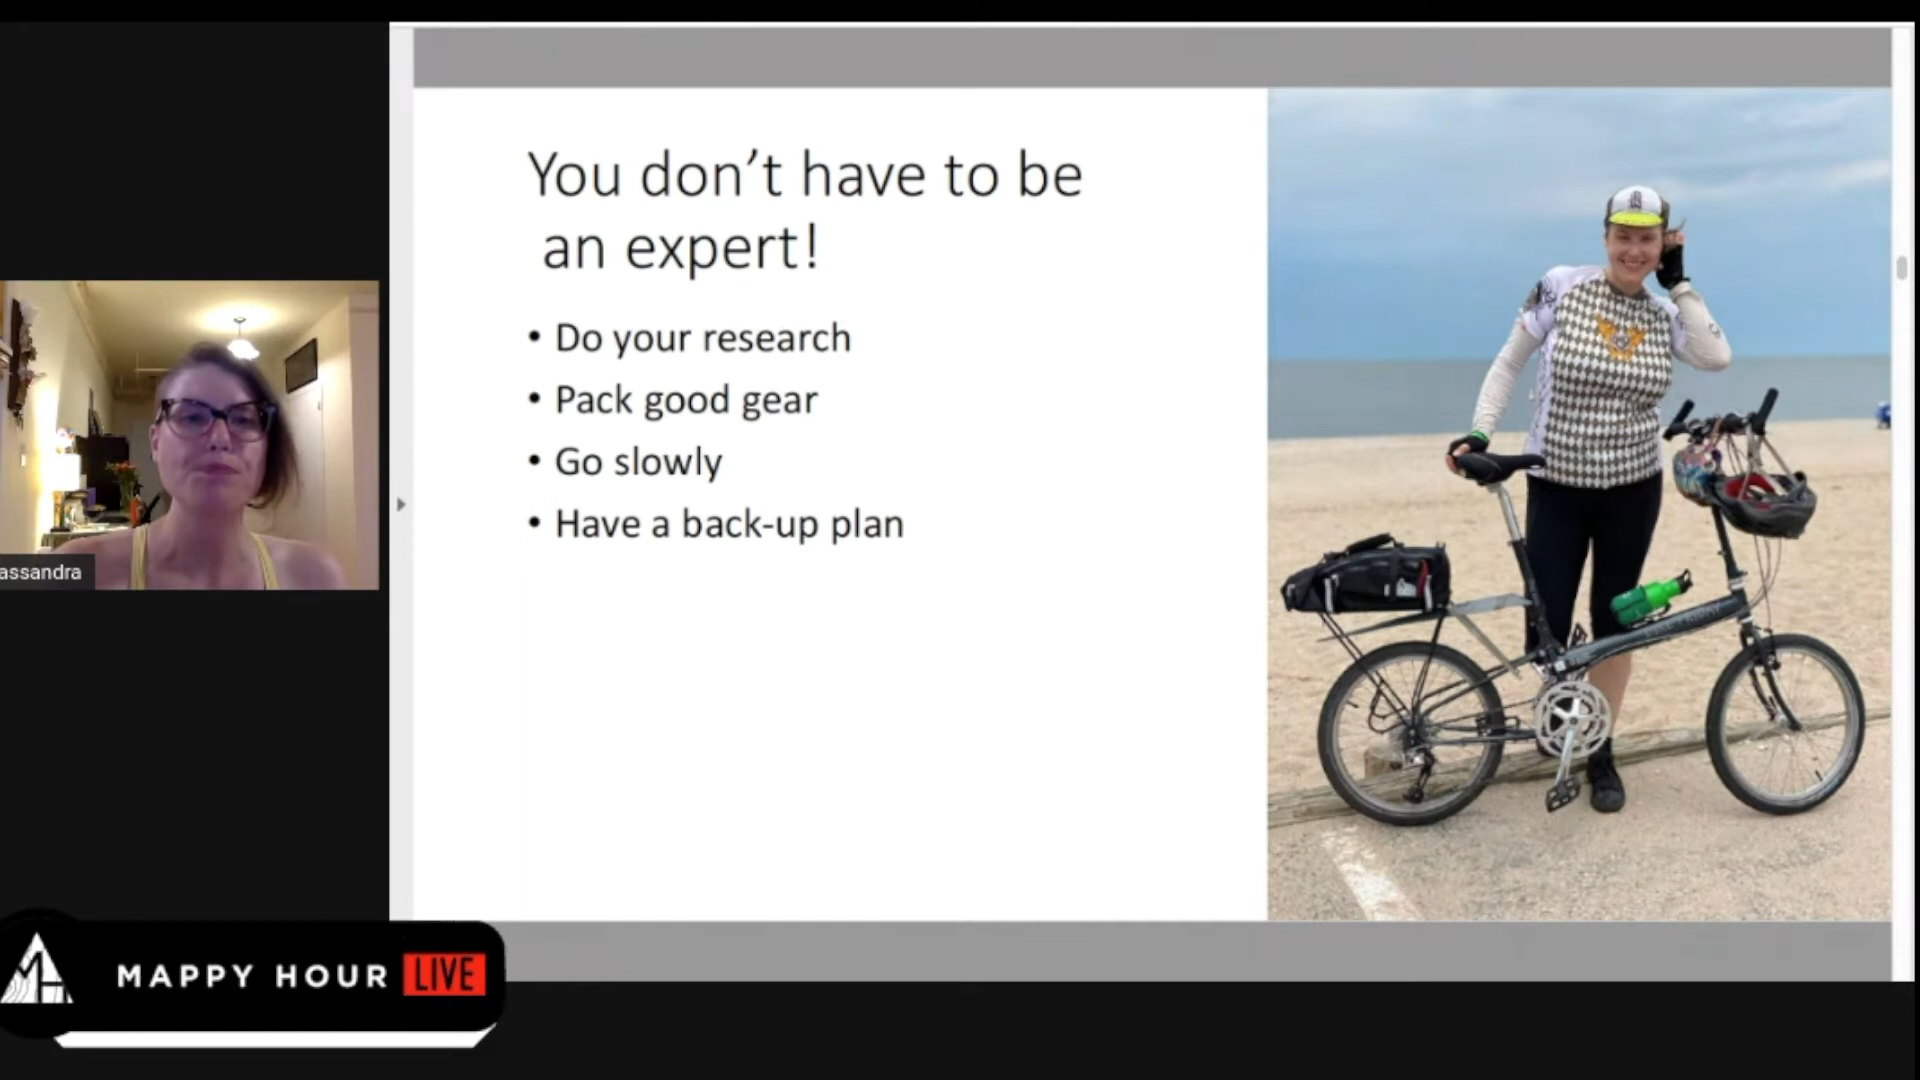 You don't have to be
an expert!
• Do your research
• Pack good gear
• Go slowly
• Have a back-up plan
assandra
MAPPY HOUR LIVE